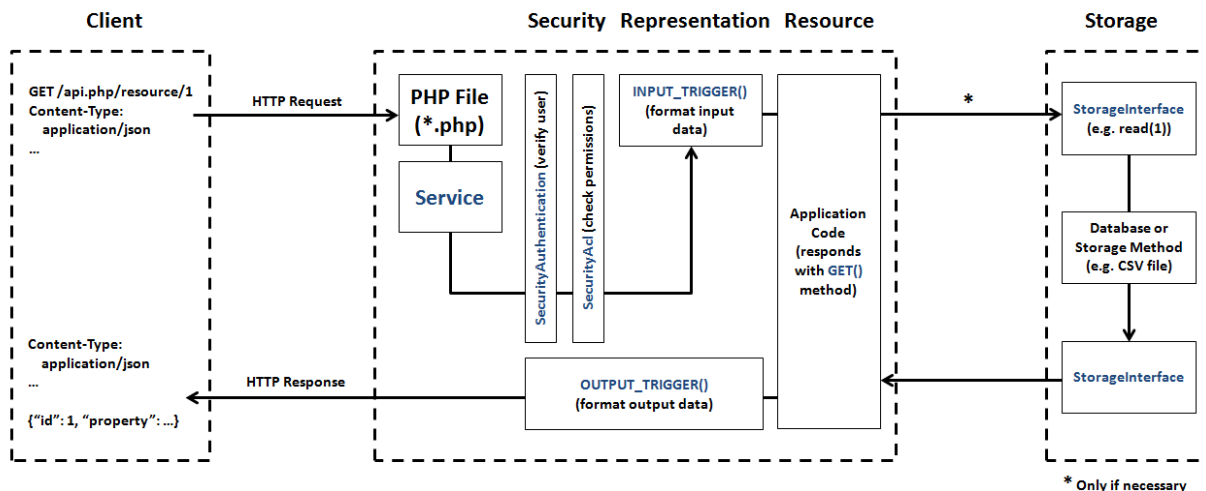 Client
Security
Representation
Resource
Storage
GET /api.php/resource/1
Content-Type:
application/json
...
HTTP Request
PHP File
(*.php)
Service
SecurityAuthentication (verify user)
SecurityAcl (check permissions)
INPUT_TRIGGER()
(format input
data)
Application
Code
(responds
with GET()
method)
*
StorageInterface
(e.g. read(1))
Database or
Storage Method
(e.g. CSV file)
StorageInterface
OUTPUT_TRIGGER()
(format output data)
HTTP Response
Content-Type:
application/json
...
{“id”: 1, “property”: ...}
* Only if necessary